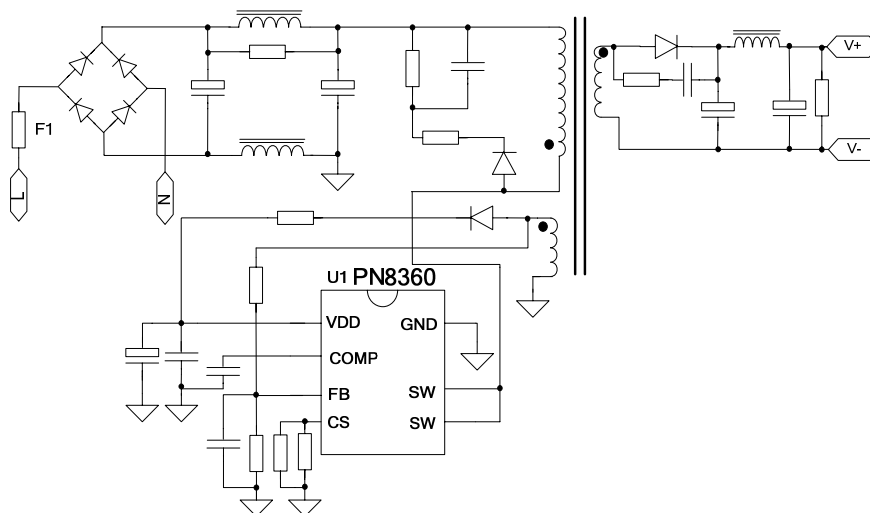 V+
F1
V-
L
N
U1 PN8360
VDD
GND
COMP
FB
SW
CS
SW